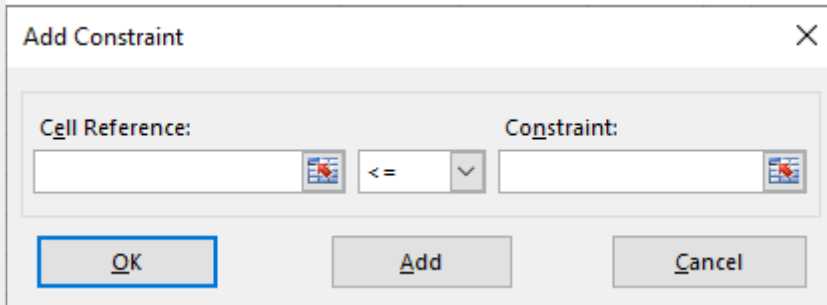 Add Constraint
Cell Reference:
Constraint:
<=
OK
Add
Cancel